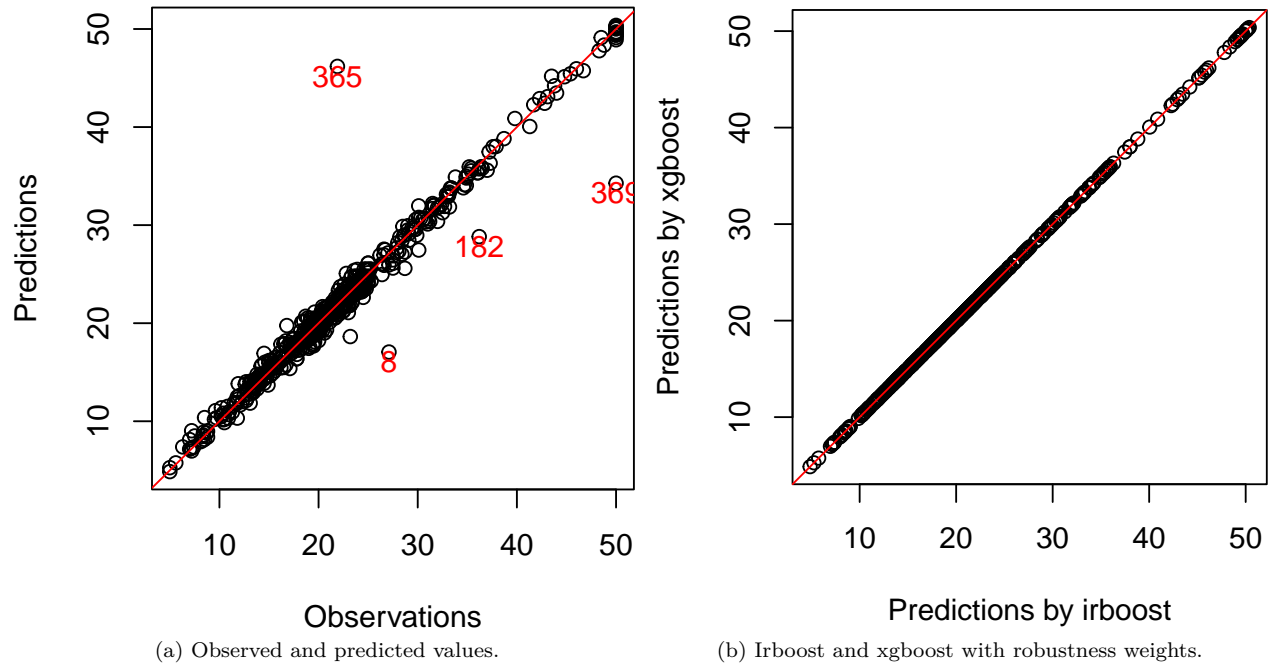 50
40
30
20
10
Predictions
365
369
182
8
10 20 30 40 50
Observations
(a) Observed and predicted values.
50
40
30
20
10
Predictions by xgboost
10 20 30 40 50
Predictions by irboost
(b) Irboost and xgboost with robustness weights.